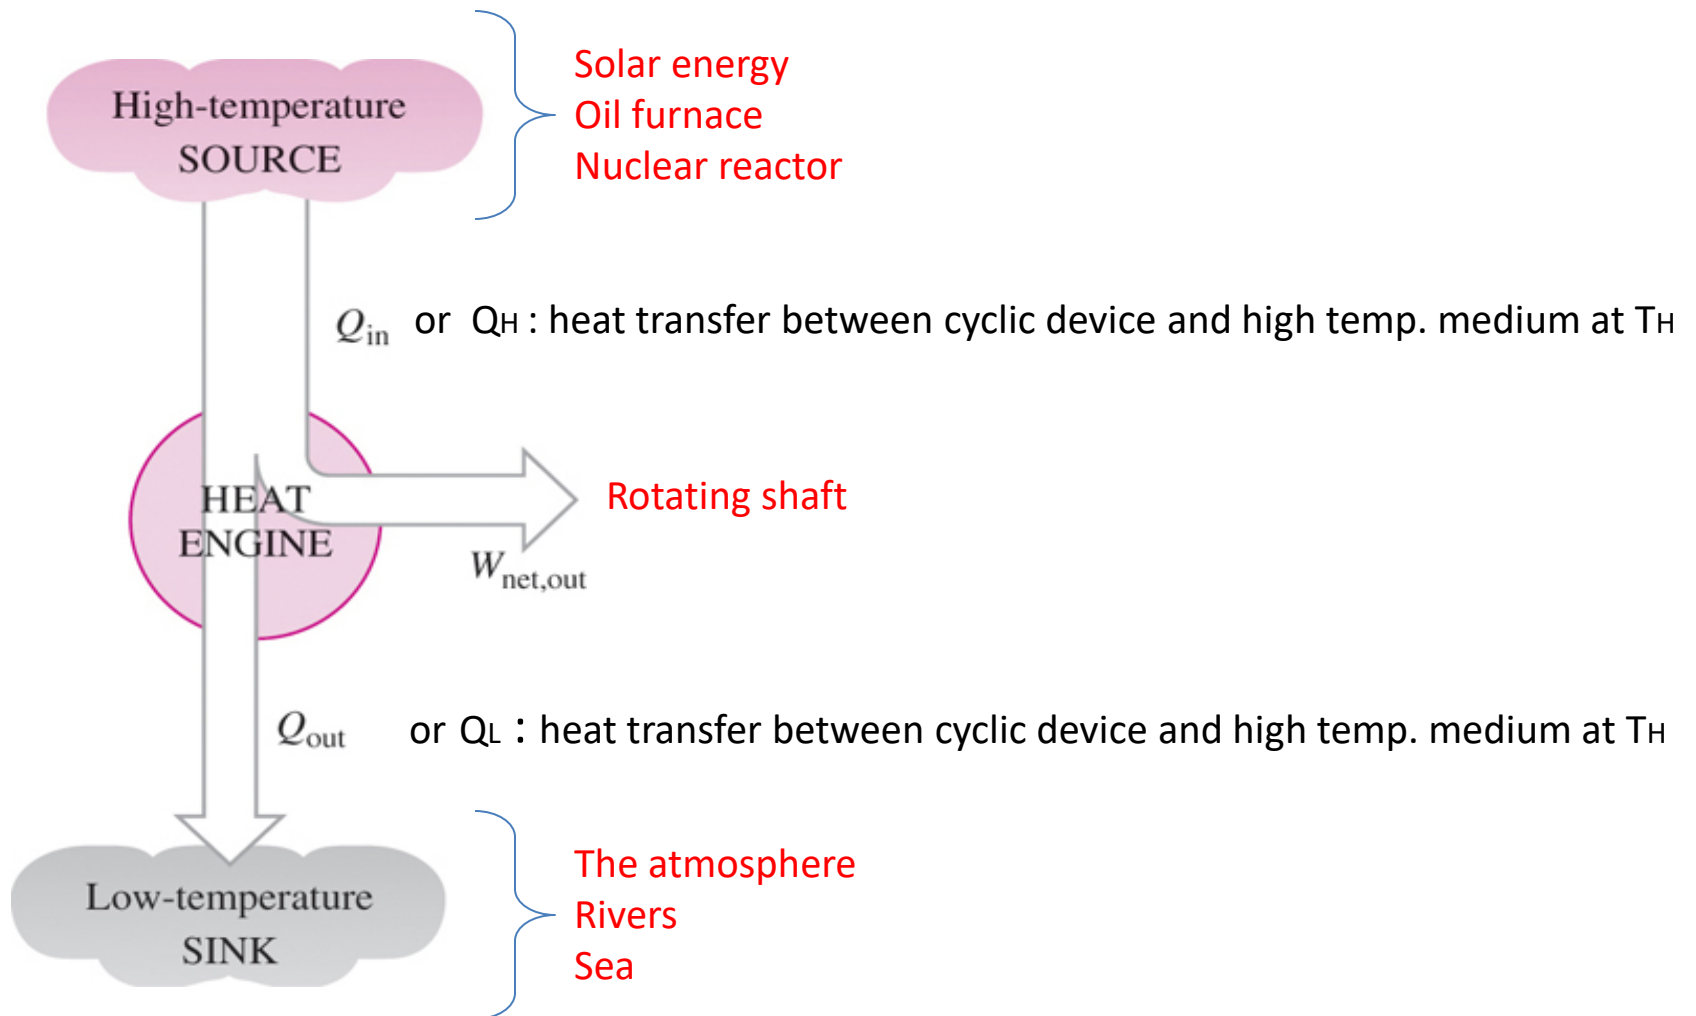 Solar energy
High-temperature
SOURCE
Oil furnace
Nuclear reactor
Qin or QH : heat transfer between cyclic device and high temp. medium at TH
HEAT
ENGINE
Rotating shaft
Wnet,out
Qout or QL : heat transfer between cyclic device and high temp. medium at TH
The atmosphere
Low-temperature
SINK
Rivers
Sea